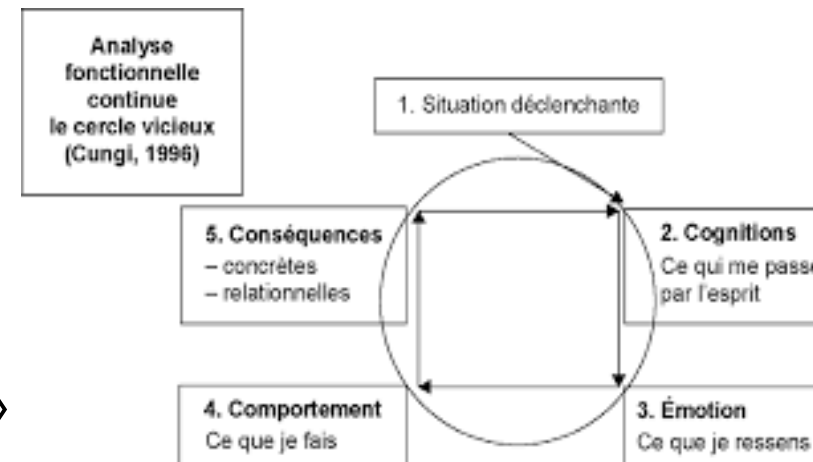 Analyse
fonctionnelle
continue
le cercle vicieux
(Cungi, 1996)
1. Situation déclenchante
5. Conséquences
– concrètes
– relationnelles
2. Cognitions
Ce qui me passe
par l'esprit
4. Comportement
Ce que je fais
3. Émotion
Ce que je ressens